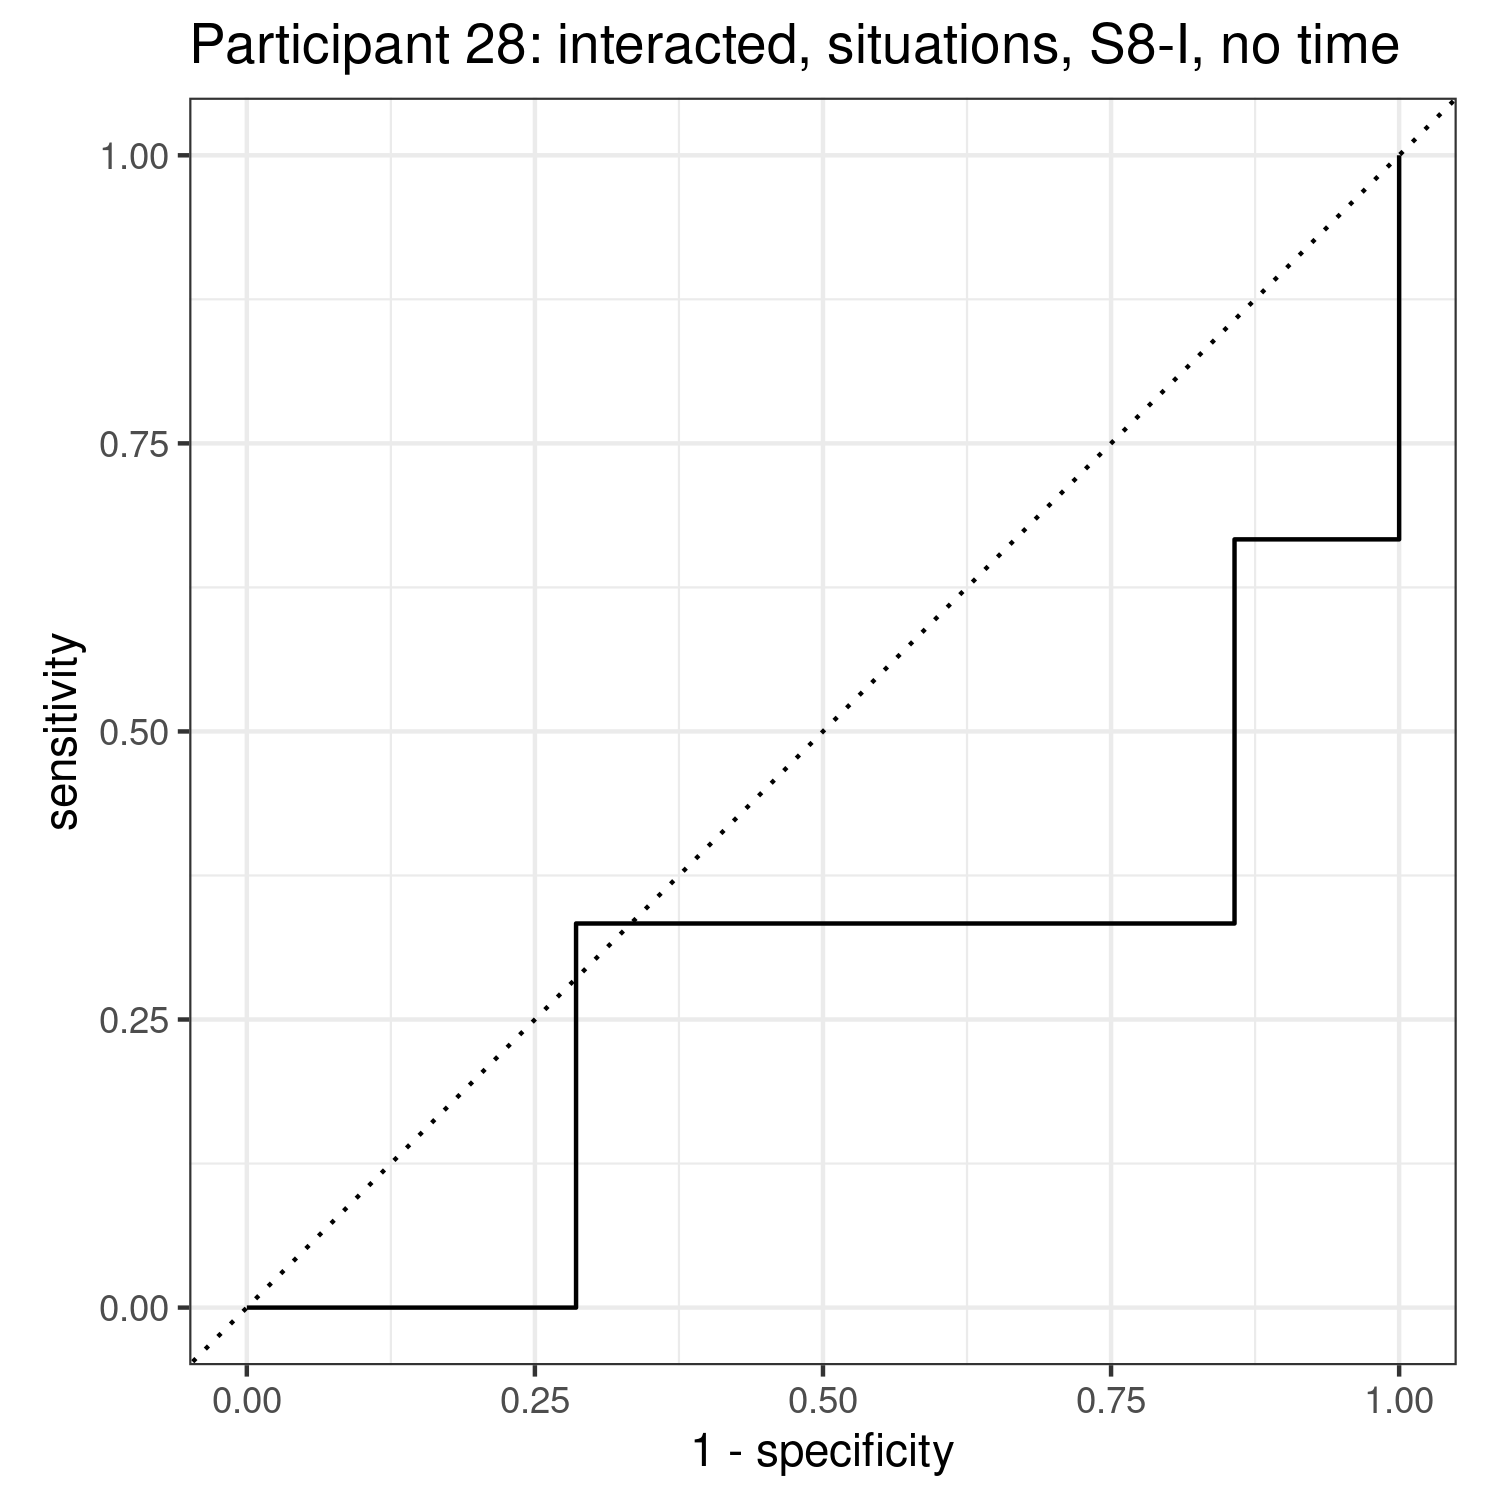 Participant 28: interacted, situations, S8-I, no time
1.00
0.75
0.50
0.25
0.00
sensitivity
0.00 0.25 0.50 0.75 1.00
1 - specificity